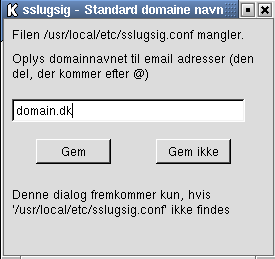 sslugsig - Standard domaine navn
Filen /usr/local/etc/sslugsig.conf mangler.
Oplys domainnavnet til email adresser (den
del, der kommer efter @)
domain.dk
Gem Gem ikke
Denne dialog fremkommer kun, hvis
'/usr/local/etc/sslugsig.conf' ikke findes